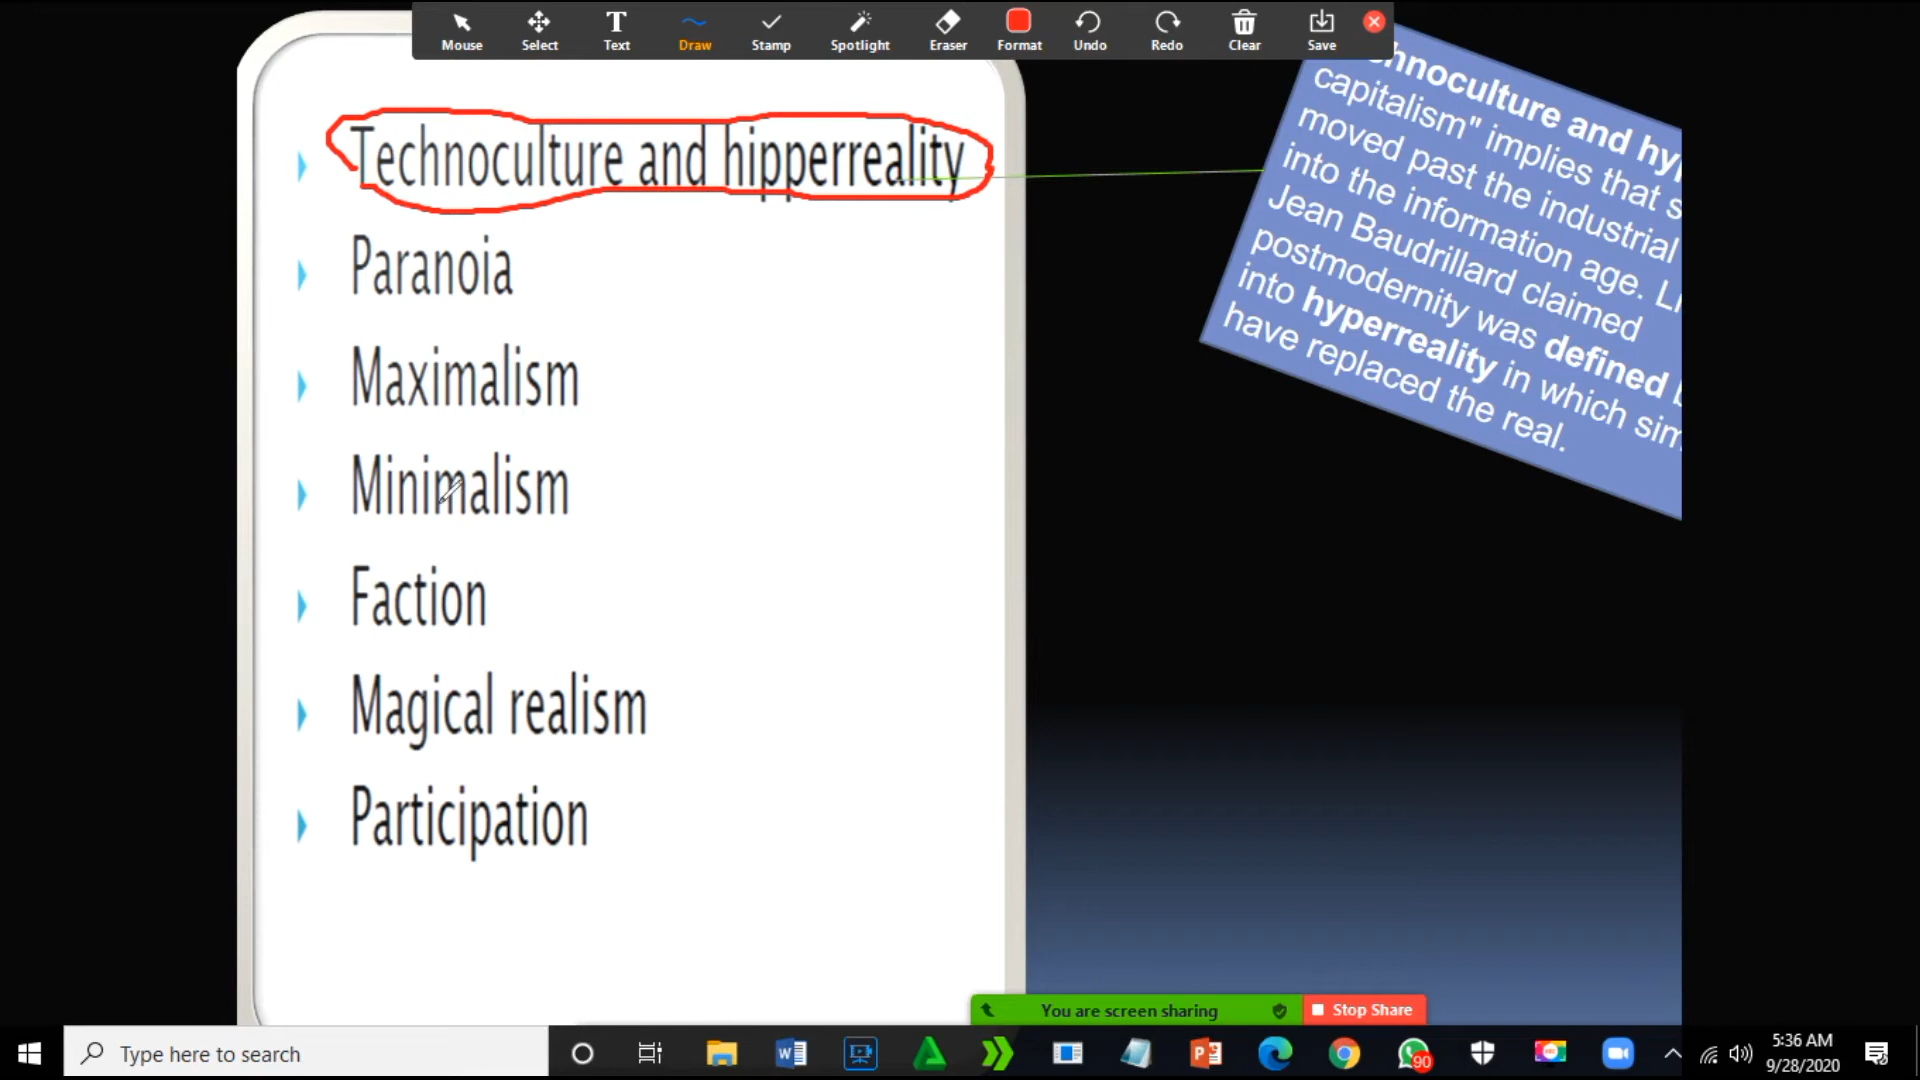 Mouse Select Text Draw Stamp Spotlight Eraser Format Undo Redo Clear Save
Technoculture and hipperreality
Paranoia
Maximalism
Minimalism
Faction
Magical realism
Participation
and
capitalism" implies that
moved past the industrial
into the information age.
Jean Baudrillard claimed
postmodernity was defined
into hyperreality in which
have replaced the real.
You are screen sharing Stop Share
Type here to search
90
5:36 AM
9/28/2020